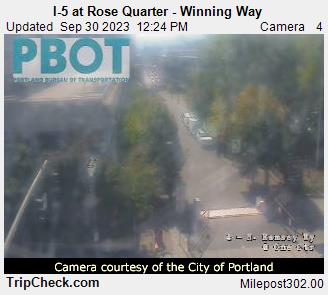 I-5 at Rose Quarter - Winning Way
Updated Sep 30 2023 12:24 PM Camera 4
PBOT
PORTLAND BUREAU OF TRANSPORTATION
Camera courtesy of the City of Portland
TripCheck.com Milepost302.00